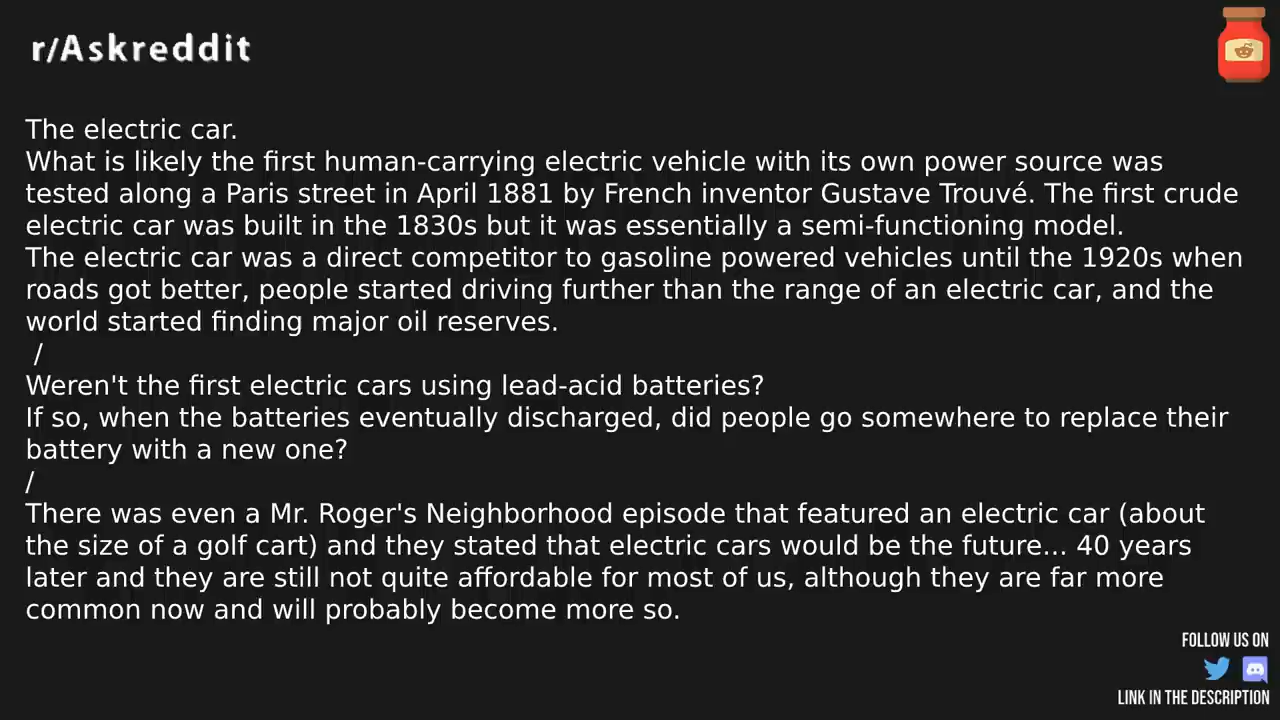 r/Askreddit
The electric car.
What is likely the first human-carrying electric vehicle with its own power source was
tested along a Paris street in April 1881 by French inventor Gustave Trouvé. The first crude
electric car was built in the 1830s but it was essentially a semi-functioning model.
The electric car was a direct competitor to gasoline powered vehicles until the 1920s when
roads got better, people started driving further than the range of an electric car, and the
world started finding major oil reserves.
/
Weren't the first electric cars using lead-acid batteries?
If so, when the batteries eventually discharged, did people go somewhere to replace their
battery with a new one?
/
There was even a Mr. Roger's Neighborhood episode that featured an electric car (about
the size of a golf cart) and they stated that electric cars would be the future... 40 years
later and they are still not quite affordable for most of us, although they are far more
common now and will probably become more so.
FOLLOW US ON
LINK IN THE DESCRIPTION